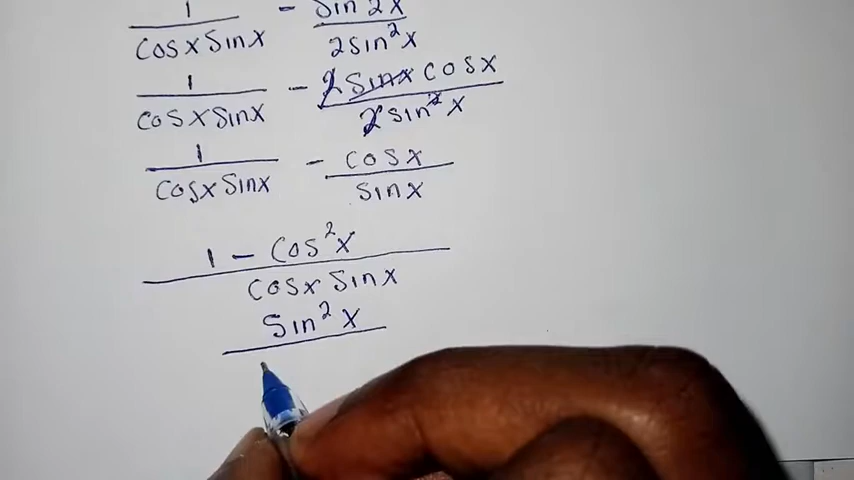 1/(cosx sinx) - sin2x/(2sin²x)
1/(cosx sinx) - 2sinx cosx/(2sin²x)
1/(cosx sinx) - cosx/sinx
1 - cos²x/(cosx sinx)
sin²x